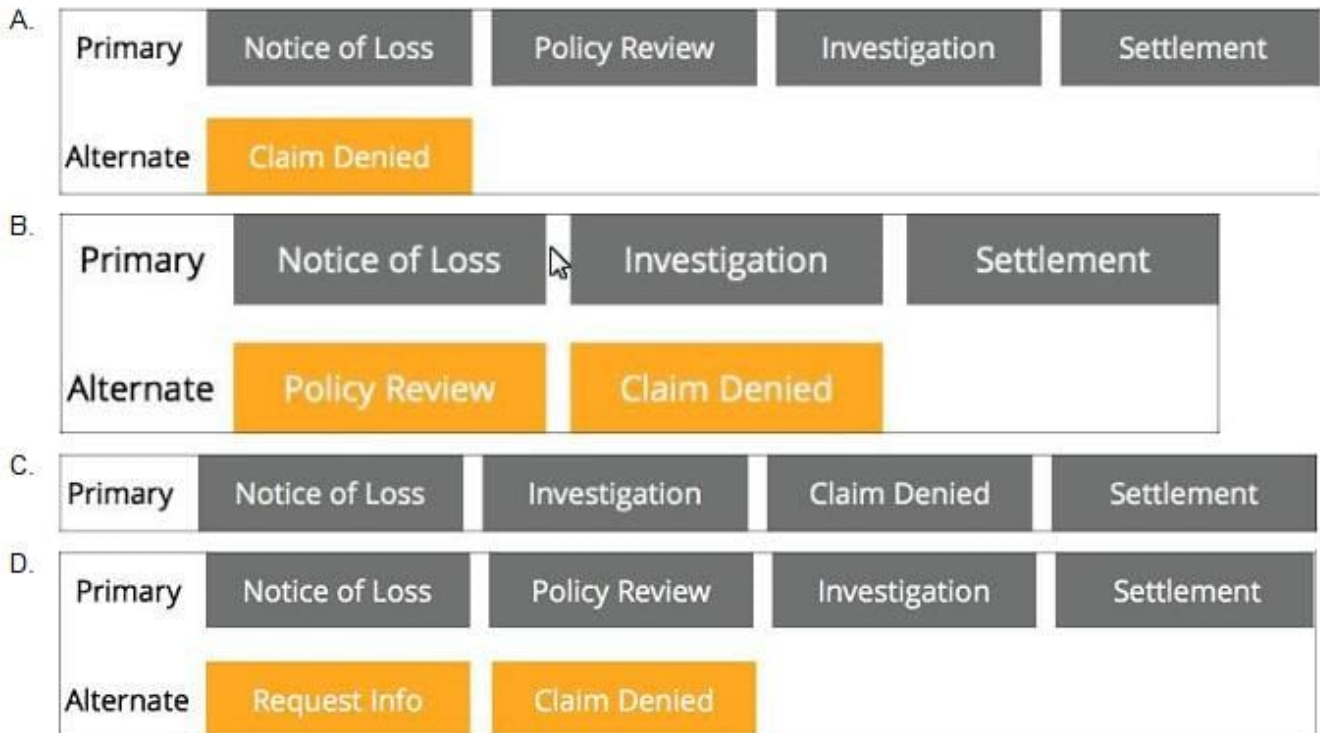 A.
Primary Notice of Loss Policy Review Investigation Settlement
Alternate Claim Denied
B.
Primary Notice of Loss Investigation Settlement
Alternate Policy Review Claim Denied
C.
Primary Notice of Loss Investigation Claim Denied Settlement
D.
Primary Notice of Loss Policy Review Investigation Settlement
Alternate Request Info Claim Denied